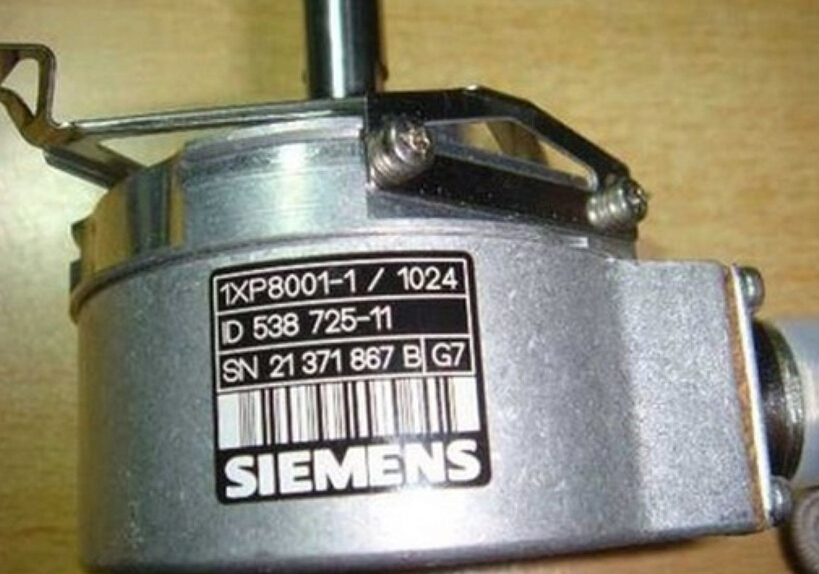 1XP8001-1 / 1024
ID 538 725-11
SN 21 371 867 B G7
SIEMENS